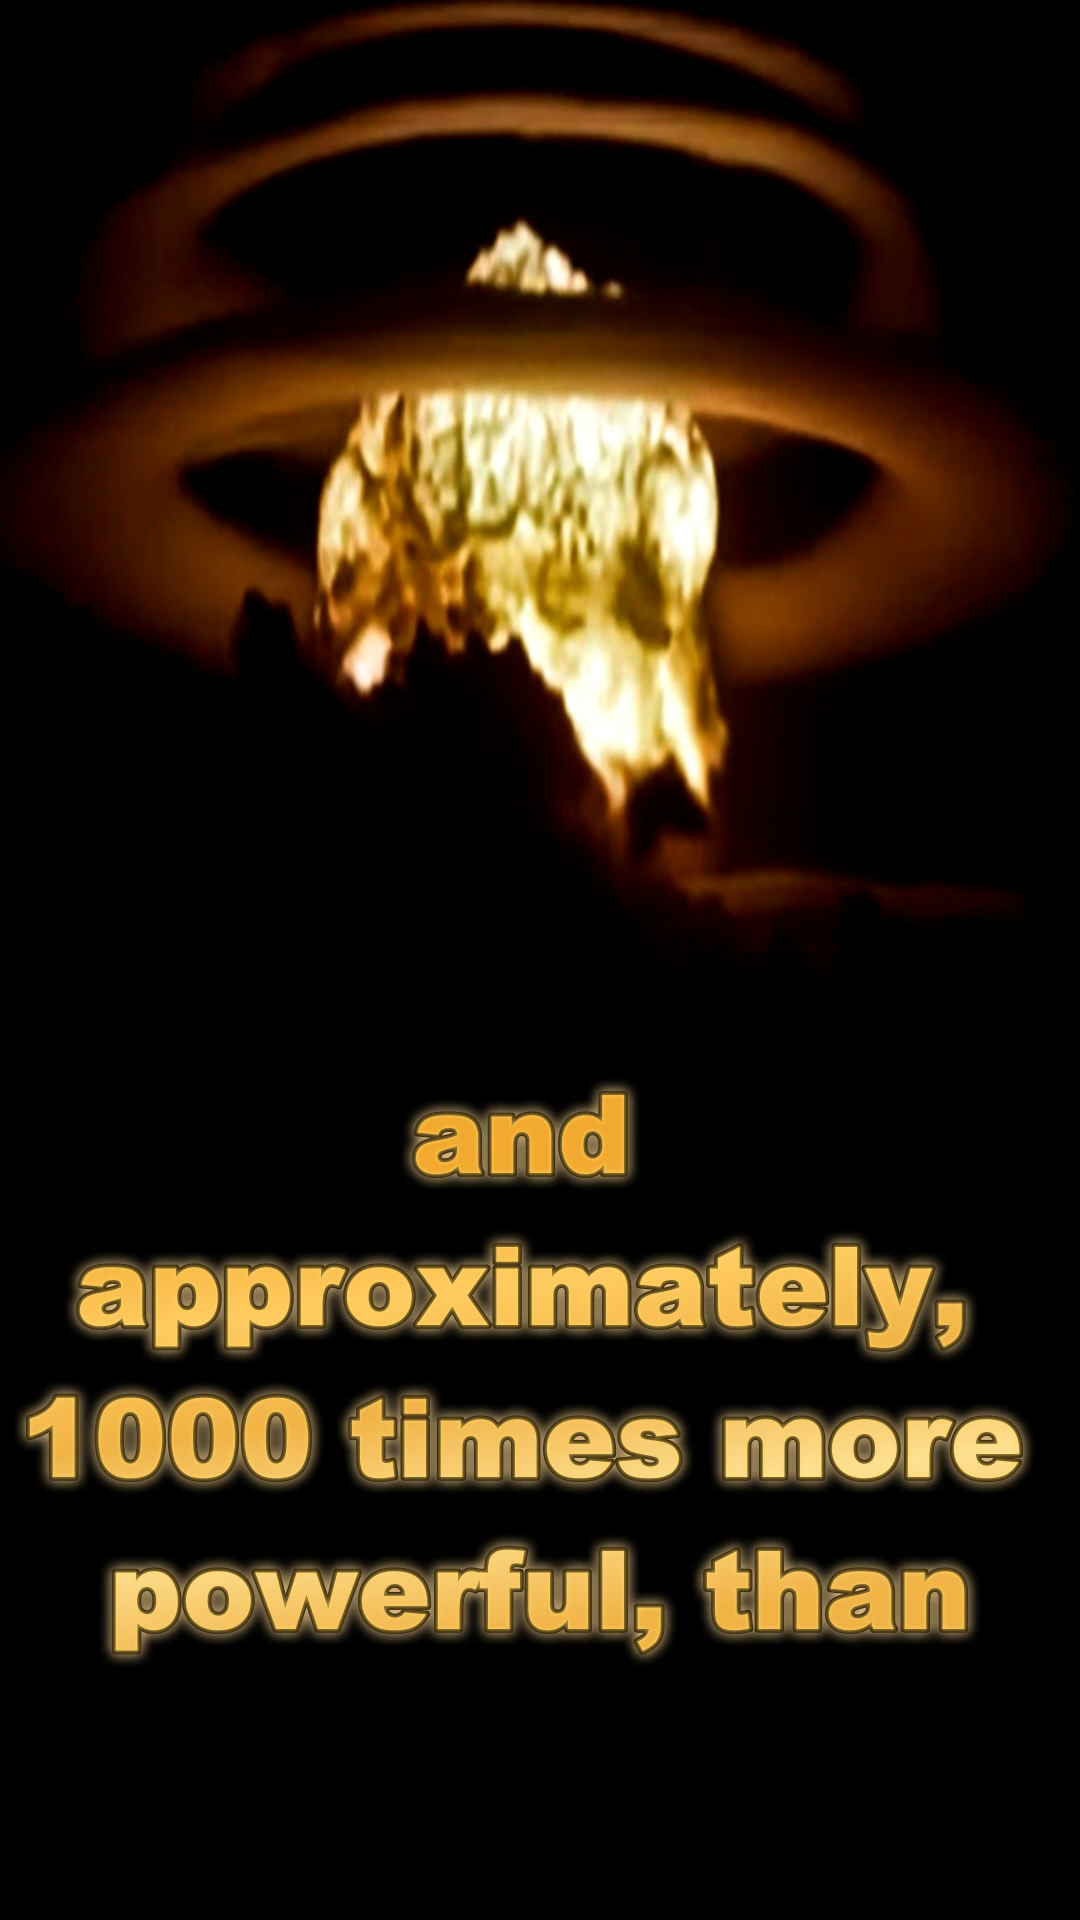 and
approximately,
1000 times more
powerful, than